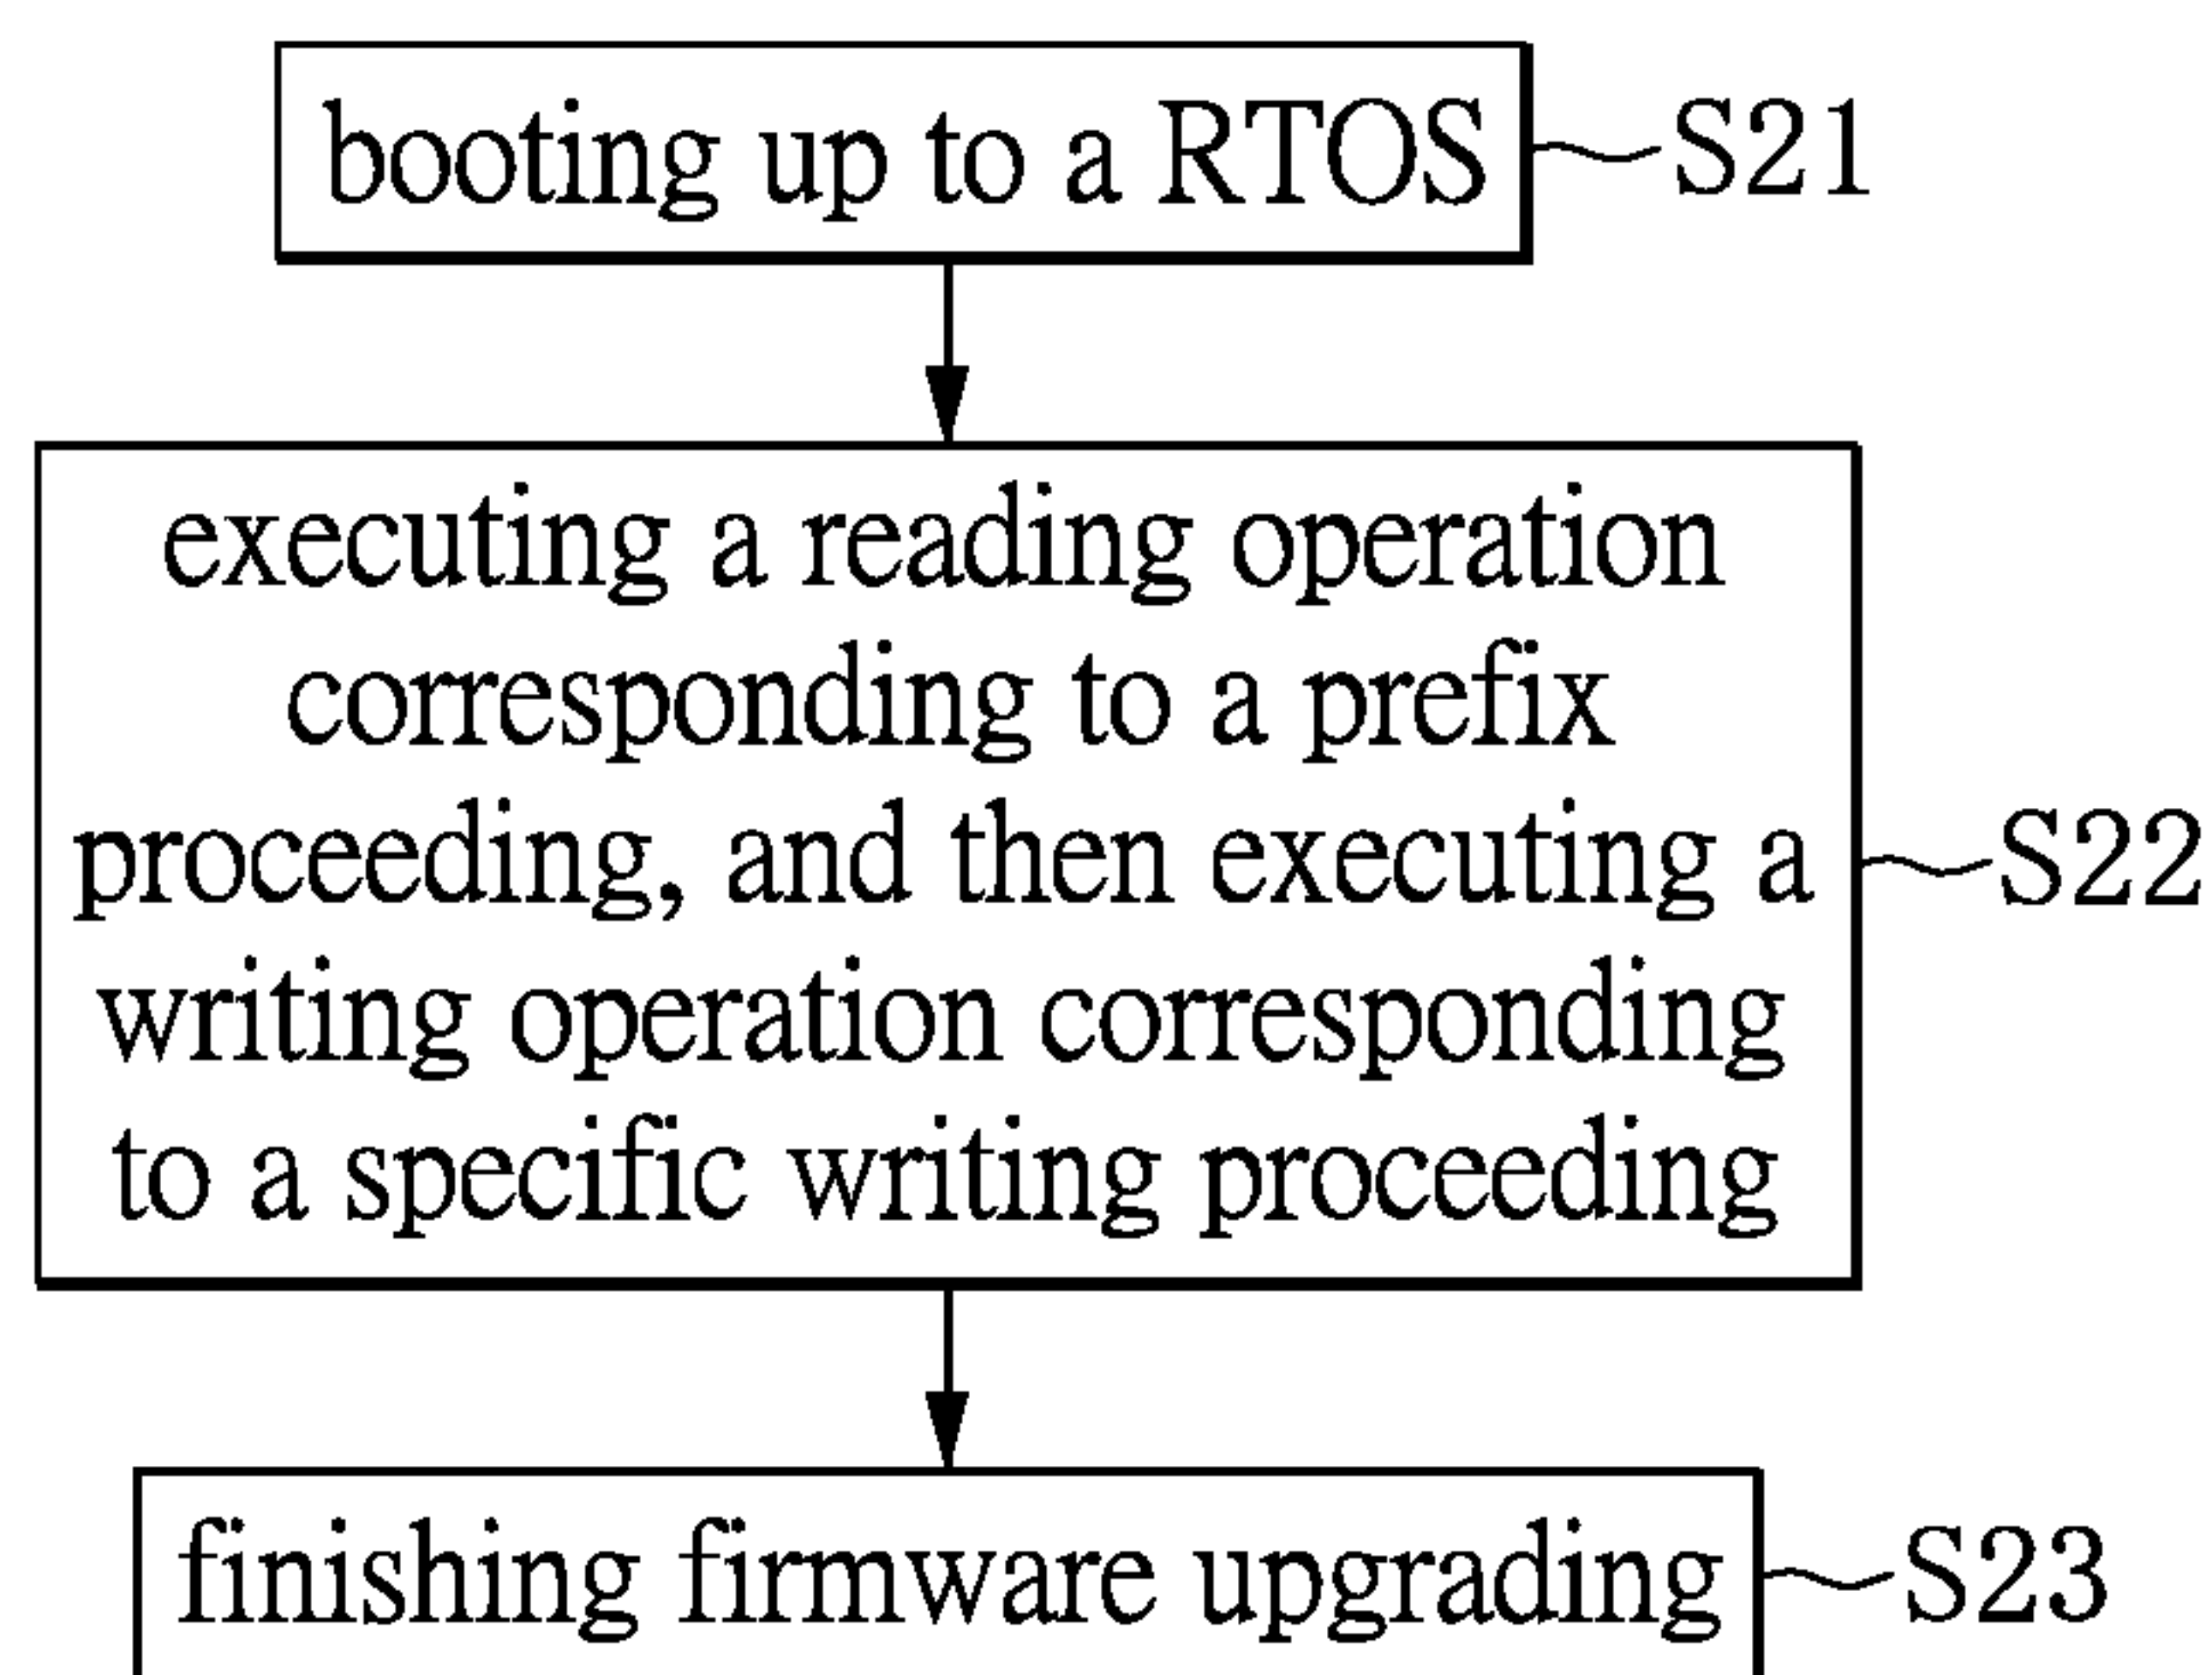 booting up to a RTOS S21
executing a reading operation
corresponding to a prefix
proceeding, and then executing a S22
writing operation corresponding
to a specific writing proceeding
finishing firmware upgrading S23